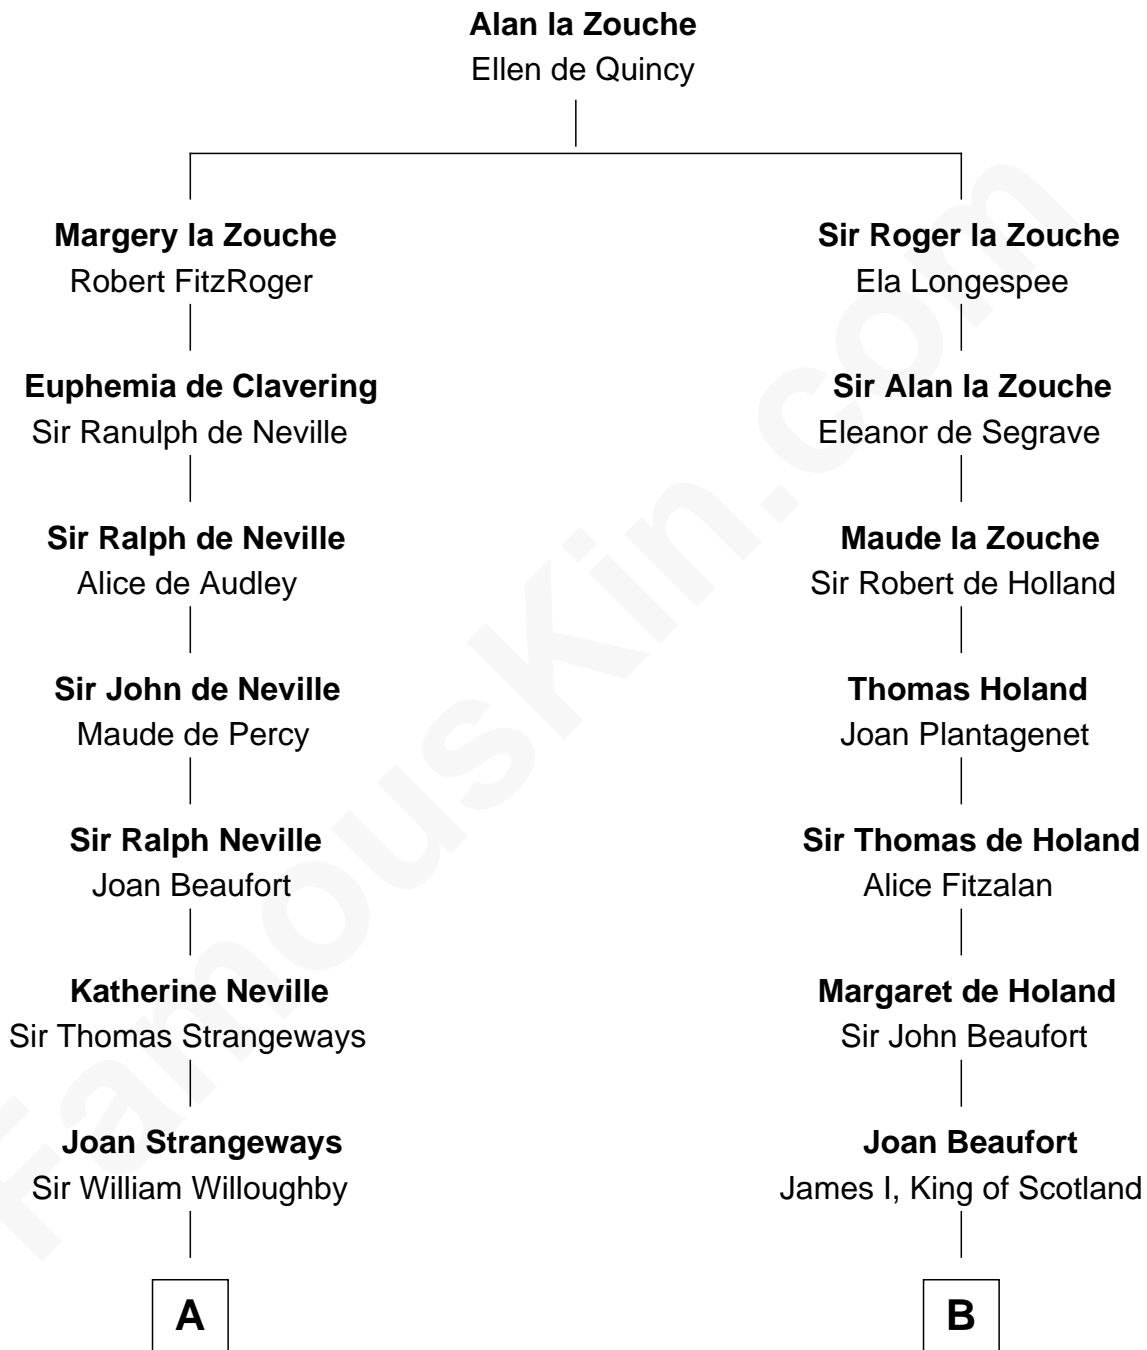 Alan la Zouche
Ellen de Quincy
Margery la Zouche
Robert FitzRoger
Sir Roger la Zouche
Ela Longespee
Euphemia de Clavering
Sir Ranulph de Neville
Sir Alan la Zouche
Eleanor de Segrave
Sir Ralph de Neville
Alice de Audley
Maude la Zouche
Sir Robert de Holland
Sir John de Neville
Maude de Percy
Thomas Holand
Joan Plantagenet
Sir Ralph Neville
Joan Beaufort
Sir Thomas de Holand
Alice Fitzalan
Katherine Neville
Sir Thomas Strangeways
Margaret de Holand
Sir John Beaufort
Joan Strangeways
Sir William Willoughby
Joan Beaufort
James I, King of Scotland
A
B
FamousKin.com